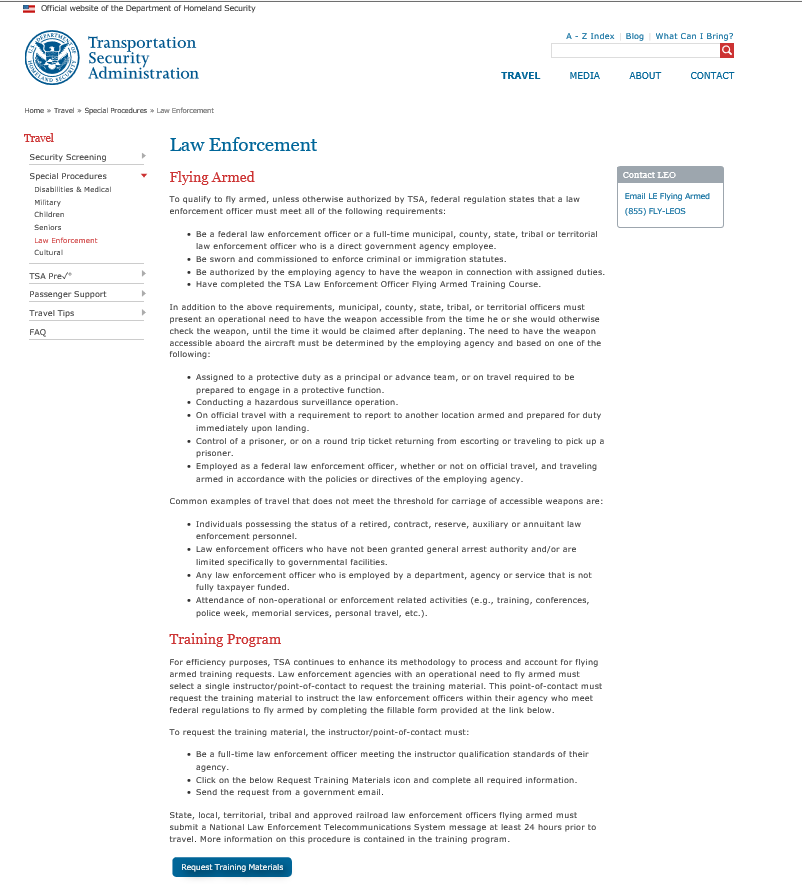 Official website of the Department of Homeland Security
Transportation
Security
Administration
A - Z Index | Blog | What Can I Bring?
TRAVEL MEDIA ABOUT CONTACT
Home » Travel » Special Procedures » Law Enforcement
Travel
Security Screening
Special Procedures
Disabilities & Medical
Military
Children
Seniors
Law Enforcement
Cultural
TSA Pre✓®
Passenger Support
Travel Tips
FAQ
Law Enforcement
Flying Armed
To qualify to fly armed, unless otherwise authorized by TSA, federal regulation states that a law
enforcement officer must meet all of the following requirements:
• Be a federal law enforcement officer or a full-time municipal, county, state, tribal or territorial
law enforcement officer who is a direct government agency employee.
• Be sworn and commissioned to enforce criminal or immigration statutes.
• Be authorized by the employing agency to have the weapon in connection with assigned duties.
• Have completed the TSA Law Enforcement Officer Flying Armed Training Course.
In addition to the above requirements, municipal, county, state, tribal, or territorial officers must
present an operational need to have the weapon accessible from the time he or she would otherwise
check the weapon, until the time it would be claimed after deplaning. The need to have the weapon
accessible aboard the aircraft must be determined by the employing agency and based on one of the
following:
• Assigned to a protective duty as a principal or advance team, or on travel required to be
prepared to engage in a protective function.
• Conducting a hazardous surveillance operation.
• On official travel with a requirement to report to another location armed and prepared for duty
immediately upon landing.
• Control of a prisoner, or on a round trip ticket returning from escorting or traveling to pick up a
prisoner.
• Employed as a federal law enforcement officer, whether or not on official travel, and traveling
armed in accordance with the policies or directives of the employing agency.
Common examples of travel that does not meet the threshold for carriage of accessible weapons are:
• Individuals possessing the status of a retired, contract, reserve, auxiliary or annuitant law
enforcement personnel.
• Law enforcement officers who have not been granted general arrest authority and/or are
limited specifically to governmental facilities.
• Any law enforcement officer who is employed by a department, agency or service that is not
fully taxpayer funded.
• Attendance of non-operational or enforcement related activities (e.g., training, conferences,
police week, memorial services, personal travel, etc.).
Training Program
For efficiency purposes, TSA continues to enhance its methodology to process and account for flying
armed training requests. Law enforcement agencies with an operational need to fly armed must
select a single instructor/point-of-contact to request the training material. This point-of-contact must
request the training material to instruct the law enforcement officers within their agency who meet
federal regulations to fly armed by completing the fillable form provided at the link below.
To request the training material, the instructor/point-of-contact must:
• Be a full-time law enforcement officer meeting the instructor qualification standards of their
agency.
• Click on the below Request Training Materials icon and complete all required information.
• Send the request from a government email.
State, local, territorial, tribal and approved railroad law enforcement officers flying armed must
submit a National Law Enforcement Telecommunications System message at least 24 hours prior to
travel. More information on this procedure is contained in the training program.
Request Training Materials
Contact LEO
Email LE Flying Armed
(855) FLY-LEOS